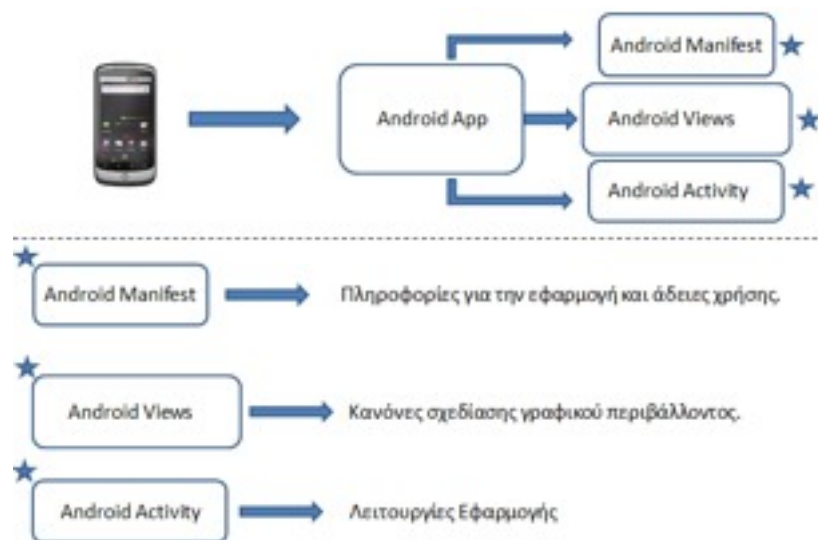 Android Manifest
Android App
Android Views
Android Activity
Android Manifest
Πληροφορίες για την εφαρμογή και άδειες χρήσης.
Android Views
Κανόνες σχεδίασης γραφικού περιβάλλοντος.
Android Activity
Λειτουργίες Εφαρμογής